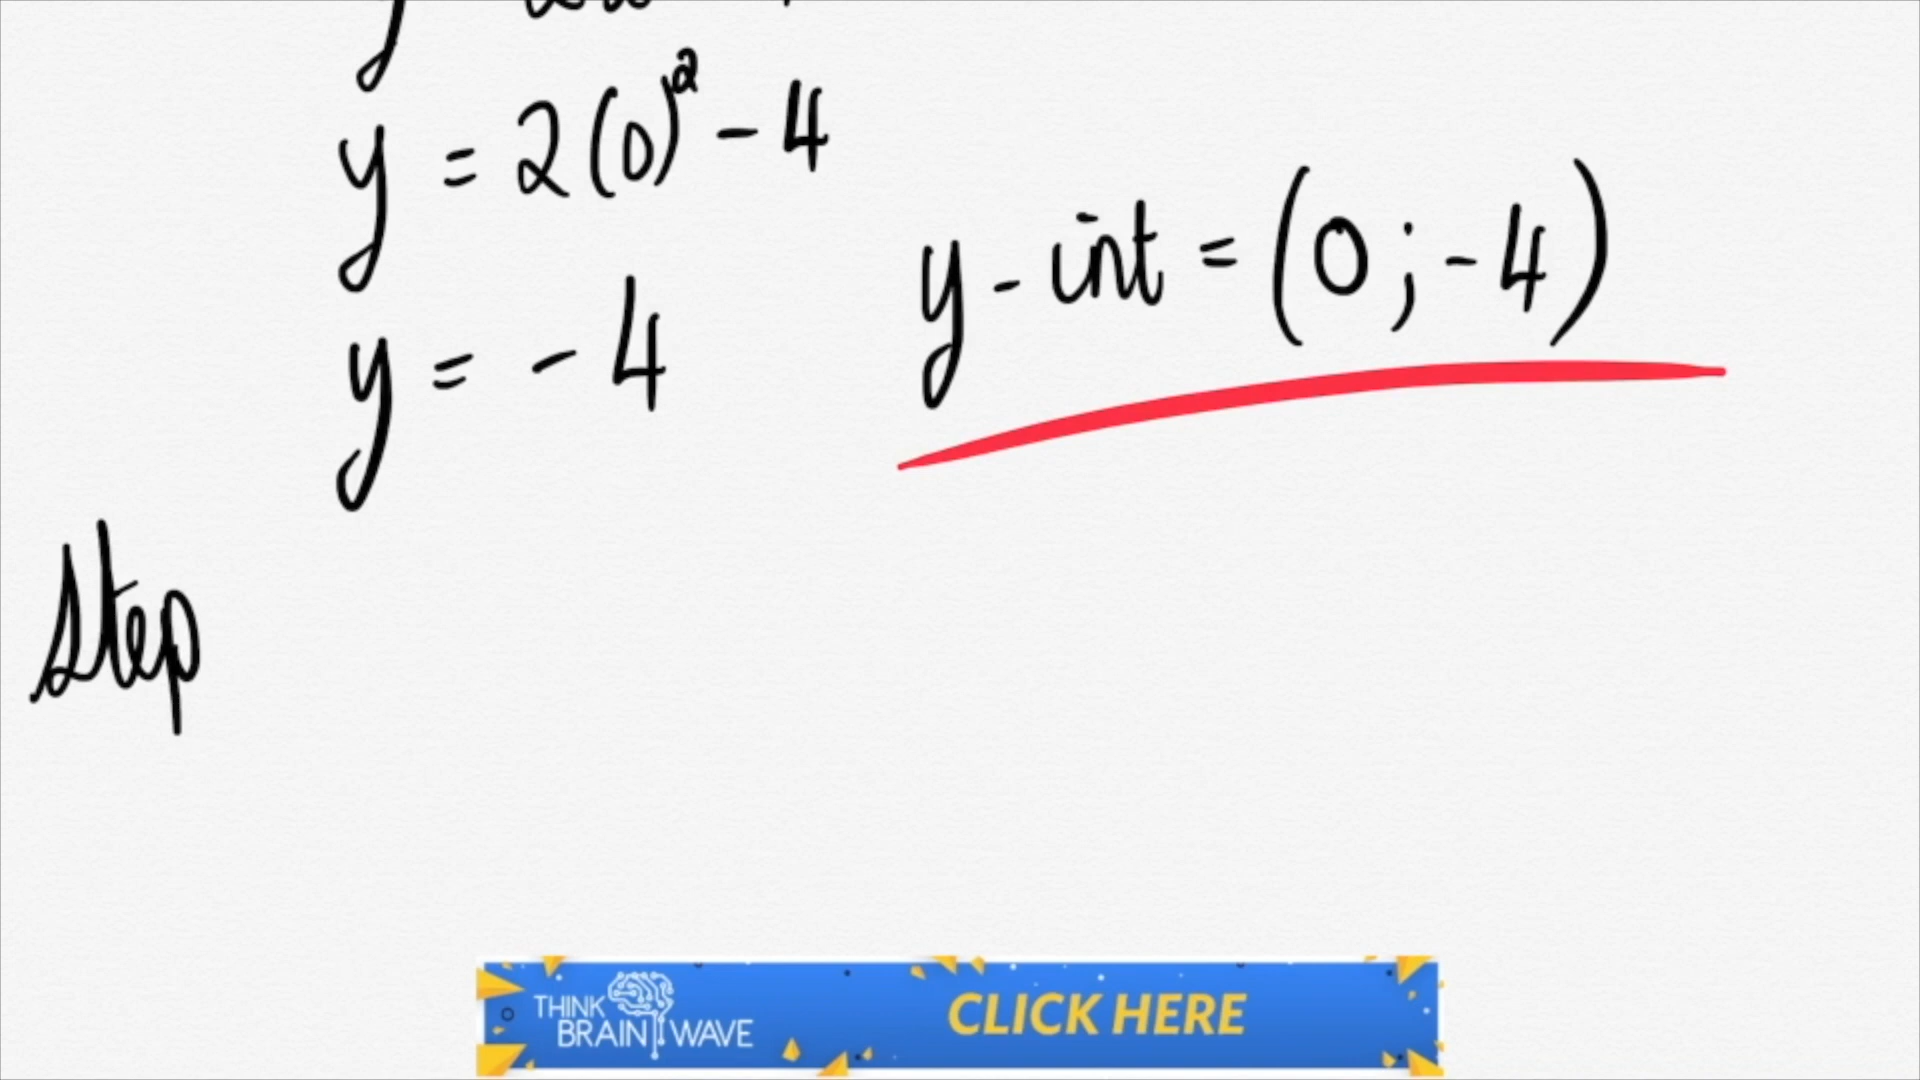 y = 2(0)² - 4
y - int = (0 ; - 4)
y = - 4
Step
THINK BRAIN WAVE
CLICK HERE